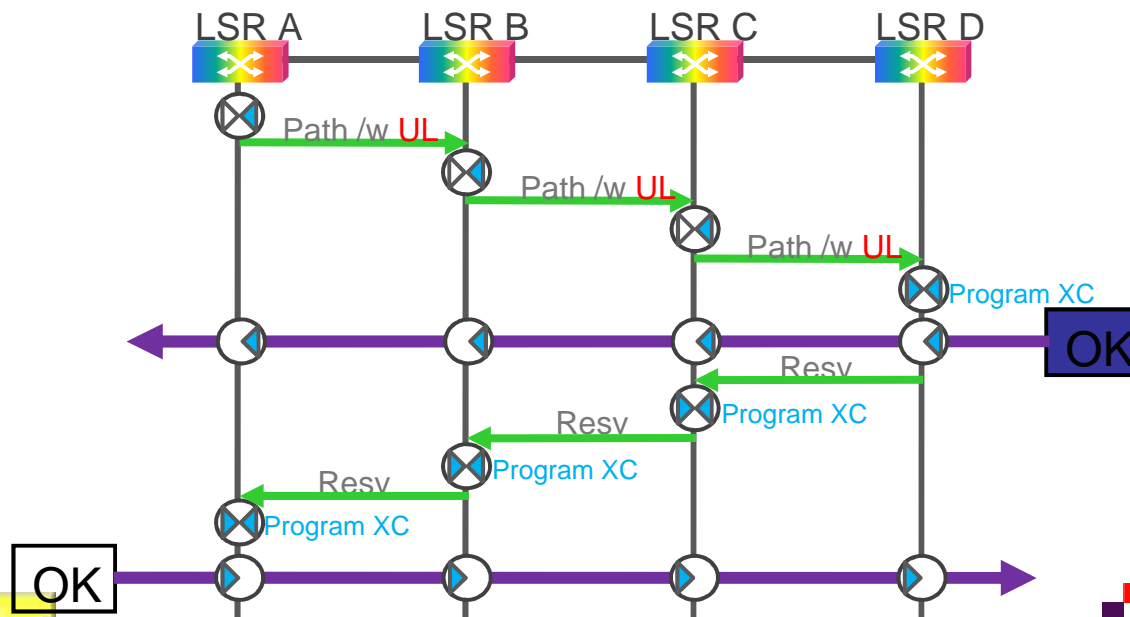 LSR A
LSR B
LSR C
LSR D
Path /w UL
Path /w UL
Path /w UL
Program XC
OK
Resv
Program XC
Resv
Program XC
Resv
Program XC
OK